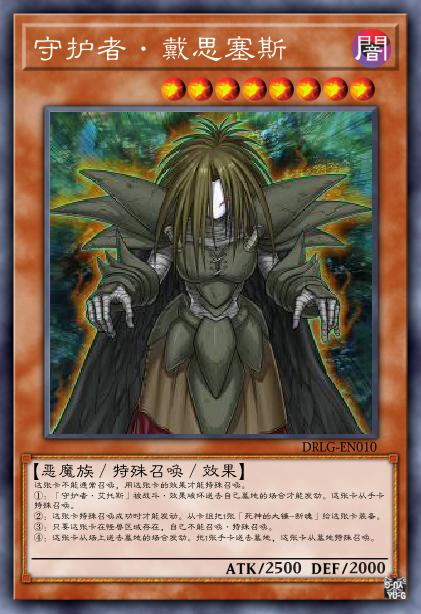 守护者·戴思塞斯
闇
DRLG-EN010
【恶魔族／特殊召唤／效果】
这张卡不能通常召唤，用这张卡的效果才能特殊召唤。
①：「守护者·艾托斯」被战斗·效果破坏送去自己墓地的场合才能发动。这张卡从手卡
特殊召唤。
②：这张卡特殊召唤成功时才能发动。从卡组把1张「死神的大镰-断魂」给这张卡装备。
③：只要这张卡在怪兽区域存在，自己不能召唤·特殊召唤。
④：这张卡从场上送去墓地的场合发动。把1张手卡送去墓地，这张卡从墓地特殊召唤。
ATK/2500 DEF/2000